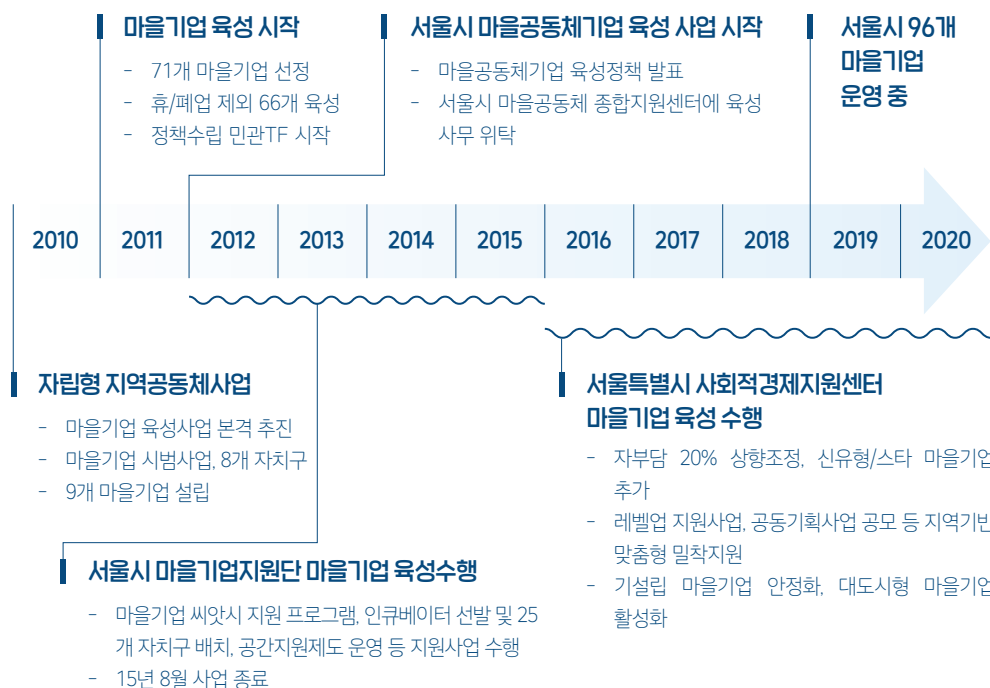 마을기업 육성 시작
- 71개 마을기업 선정
- 휴/폐업 제외 66개 육성
- 정책수립 민관TF 시작
서울시 마을공동체기업 육성 사업 시작
- 마을공동체기업 육성정책 발표
- 서울시 마을공동체 종합지원센터에 육성
사무 위탁
서울시 96개
마을기업
운영 중
2010 2011 2012 2013 2014 2015 2016 2017 2018 2019 2020
자립형 지역공동체사업
- 마을기업 육성사업 본격 추진
- 마을기업 시범사업, 8개 자치구
- 9개 마을기업 설립
서울시 마을기업지원단 마을기업 육성수행
- 마을기업 씨앗시 지원 프로그램, 인큐베이터 선발 및 25
개 자치구 배치, 공간지원제도 운영 등 지원사업 수행
- 15년 8월 사업 종료
서울특별시 사회적경제지원센터
마을기업 육성 수행
- 자부담 20% 상향조정, 신유형/스타 마을기업
추가
- 레벨업 지원사업, 공동기획사업 공모 등 지역기반
맞춤형 밀착지원
- 기설립 마을기업 안정화, 대도시형 마을기업
활성화